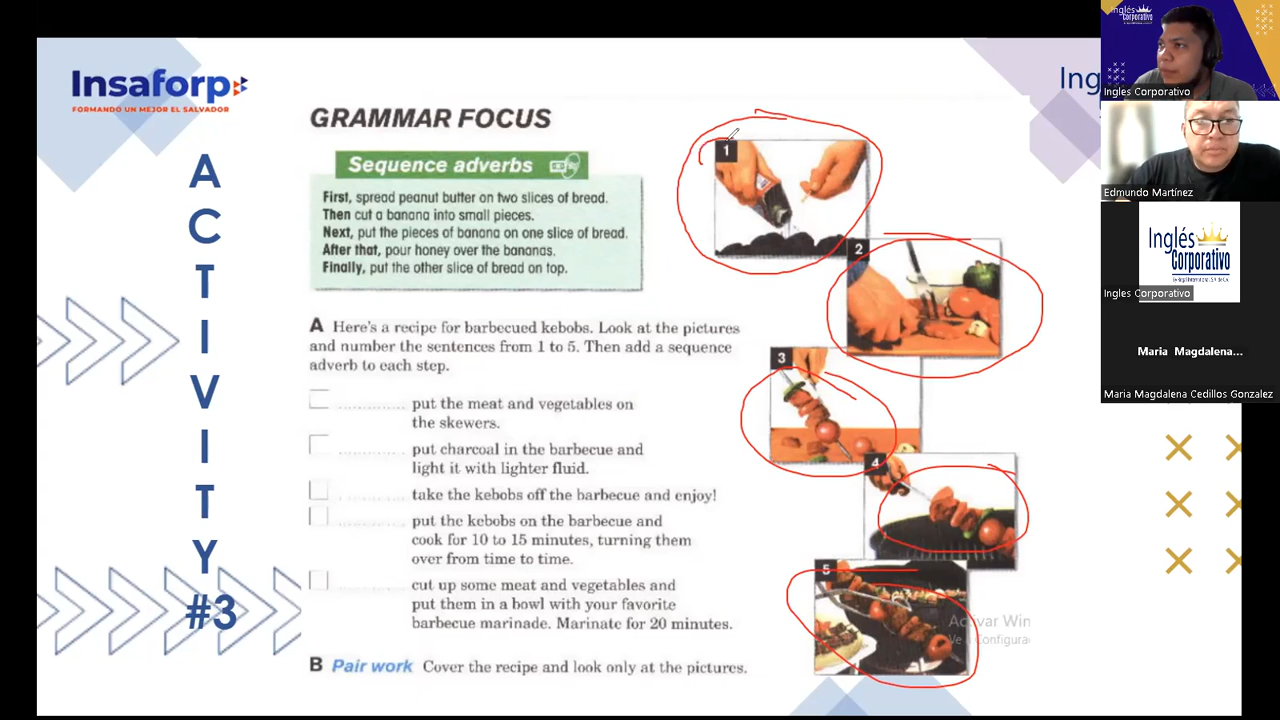 Insaforp
FORMANDO UN MEJOR EL SALVADOR
Ing
ACTIVITY
#3
GRAMMAR FOCUS
Sequence adverbs
First, spread peanut butter on two slices of bread.
Then cut a banana into small pieces.
Next, put the pieces of banana on one slice of bread.
After that, pour honey over the bananas.
Finally, put the other slice of bread on top.
A Here's a recipe for barbecued kebobs. Look at the pictures
and number the sentences from 1 to 5. Then add a sequence
adverb to each step.
put the meat and vegetables on
the skewers.
put charcoal in the barbecue and
light it with lighter fluid.
take the kebobs off the barbecue and enjoy!
put the kebobs on the barbecue and
cook for 10 to 15 minutes, turning them
over from time to time.
cut up some meat and vegetables and
put them in a bowl with your favorite
barbecue marinade. Marinate for 20 minutes.
B Pair work Cover the recipe and look only at the pictures.
1
2
3
4
5
Activar Win
Ve a Configura
Inglés
Corporativo
Ingles Corporativo
Edmundo Martínez
Inglés
Corporativo
Ingles Corporativo
Maria Magdalena...
Maria Magdalena Cedillos Gonzalez